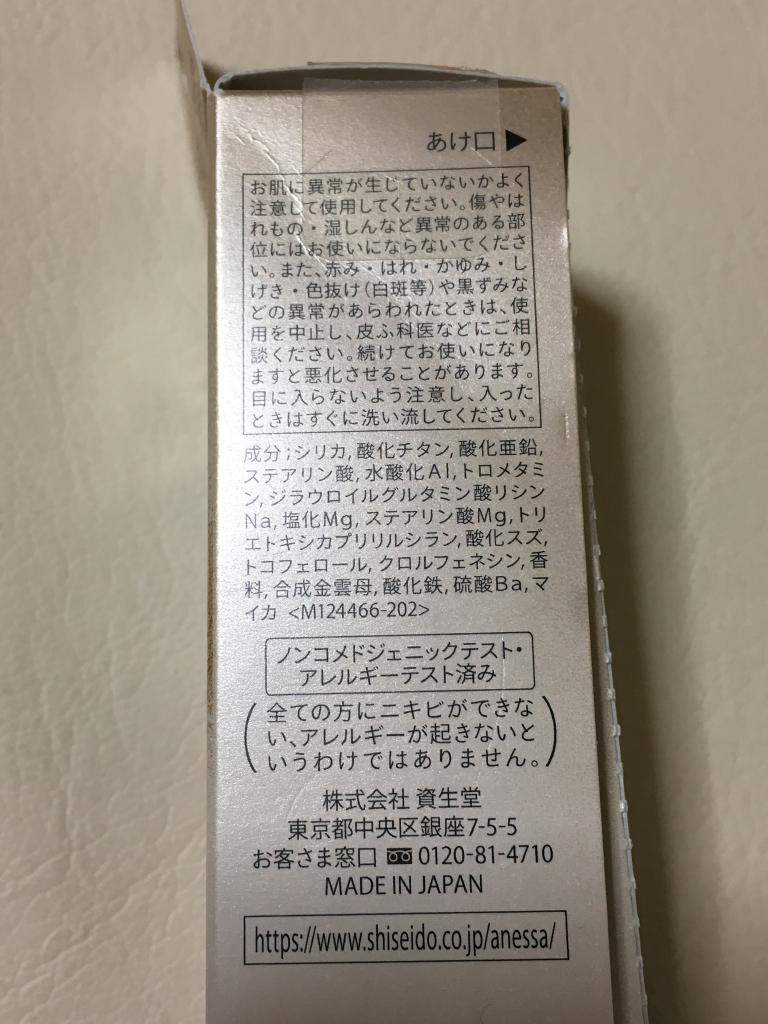 あけ口 ▶
お肌に異常が生じていないかよく
注意して使用してください。傷やは
れもの・湿しんなど異常のある部
位にはお使いにならないでくださ
い。また、赤み・はれ・かゆみ・し
げき・色抜け(白斑等)や黒ずみな
どの異常があらわれたときは、使
用を中止し、皮ふ科医などにご相
談ください。続けてお使いになり
ますと悪化させることがあります。
目に入らないよう注意し、入った
ときはすぐに洗い流してください。
成分;シリカ,酸化チタン,酸化亜鉛,
ステアリン酸,水酸化Al,トロメタミ
ン,ジラウロイルグルタミン酸リシン
Na,塩化Mg,ステアリン酸Mg,トリ
エトキシカプリリルシラン,酸化スズ,
トコフェロール,クロルフェネシン,香
料,合成金雲母,酸化鉄,硫酸Ba,マ
イカ <M124466-202>
ノンコメドジェニックテスト・
アレルギーテスト済み
(全ての方にニキビができな
い、アレルギーが起きないと
いうわけではありません。)
株式会社 資生堂
東京都中央区銀座7-5-5
お客さま窓口 0120-81-4710
MADE IN JAPAN
https://www.shiseido.co.jp/anessa/